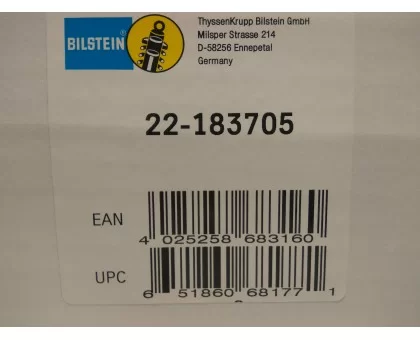 ThyssenKrupp Bilstein GmbH
Milsper Strasse 214
D-58256 Ennepetal
Germany
BILSTEIN
22-183705
EAN
4 025258 683160
UPC
6 51860 68177 1